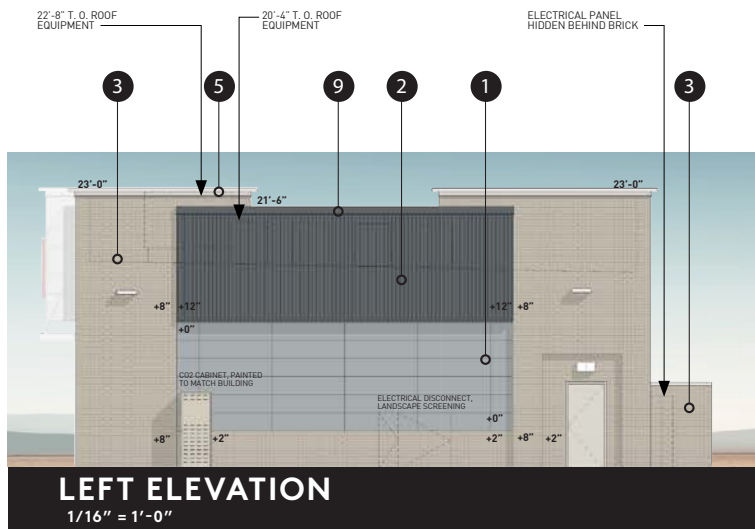 22'-8" T. O. ROOF
EQUIPMENT
20'-4" T. O. ROOF
EQUIPMENT
ELECTRICAL PANEL
HIDDEN BEHIND BRICK
3
5
9
2
1
3
23'-0"
21'-6"
23'-0"
+8" +12"
+12" +8"
+0"
CO2 CABINET, PAINTED
TO MATCH BUILDING
ELECTRICAL DISCONNECT,
LANDSCAPE SCREENING
+0"
+8" +2"
+2" +8" +2"
LEFT ELEVATION
1/16" = 1'-0"